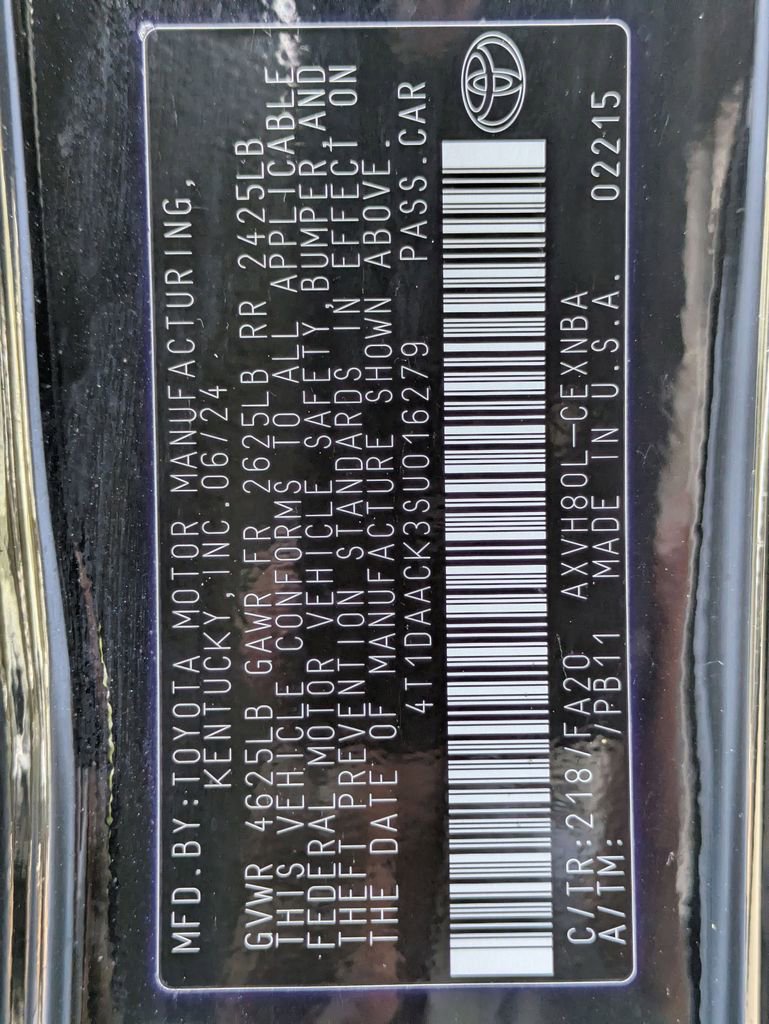 MFD.BY:TOYOTA MOTOR MANUFACTURING,
KENTUCKY,INC.06/24
GVWR 4625LB GAWR FR 2625LB RR 2425LB
THIS VEHICLE CONFORMS TO ALL APPLICABLE
FEDERAL MOTOR VEHICLE SAFETY,BUMPER,AND
THEFT PREVENTION STANDARDS IN EFFECT ON
THE DATE OF MANUFACTURE SHOWN ABOVE.
4T1DAACK3SU016279 PASS.CAR
C/TR:218/FA20 AXVH80L-CEXNBA
A/TM: /PB11 MADE IN U.S.A. 02215